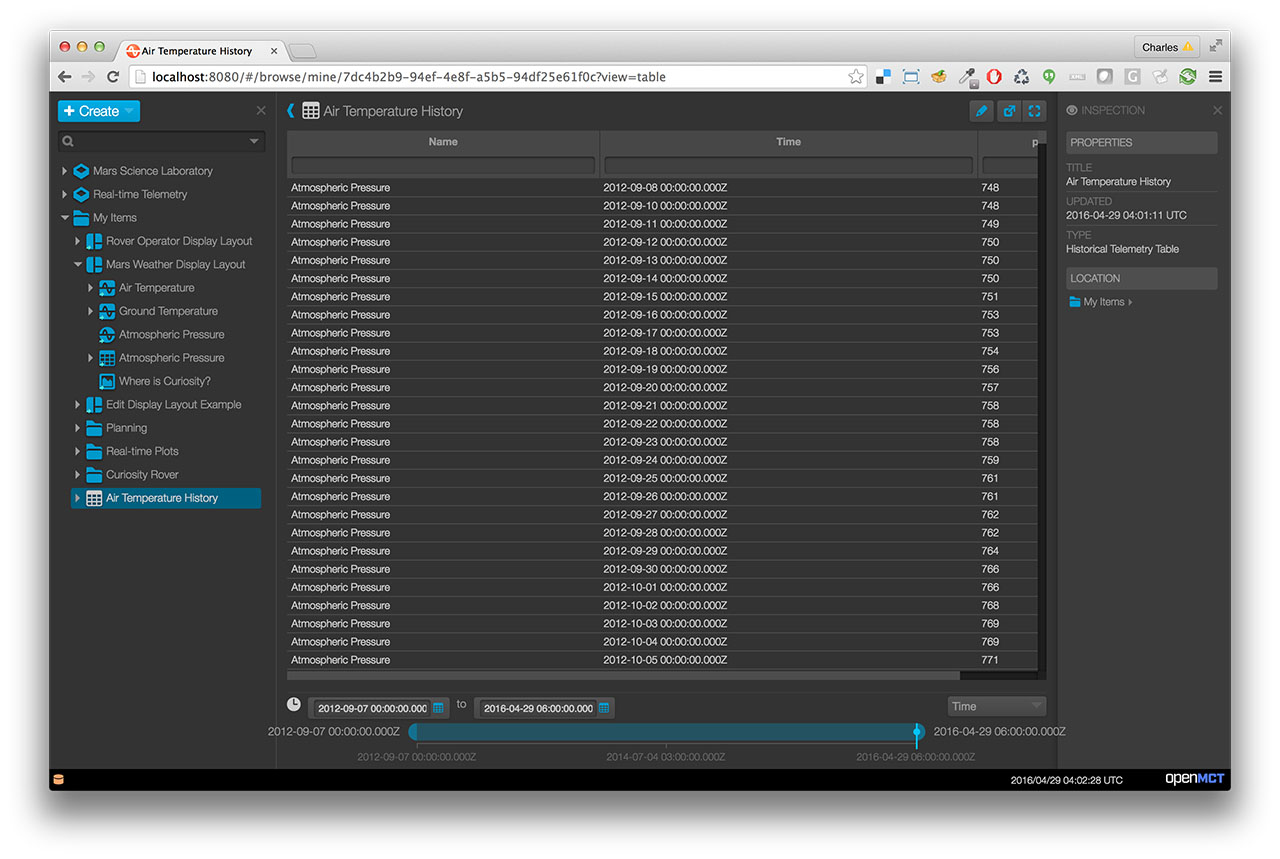 Air Temperature History
Charles
localhost:8080/#/browse/mine/7dc4b2b9-94ef-4e8f-a5b5-94df25e61f0c?view=table
Create
Mars Science Laboratory
Real-time Telemetry
My Items
Rover Operator Display Layout
Mars Weather Display Layout
Air Temperature
Ground Temperature
Atmospheric Pressure
Atmospheric Pressure
Where is Curiosity?
Edit Display Layout Example
Planning
Real-time Plots
Curiosity Rover
Air Temperature History
Air Temperature History
Name Time p
Atmospheric Pressure 2012-09-08 00:00:00.000Z 748
Atmospheric Pressure 2012-09-10 00:00:00.000Z 748
Atmospheric Pressure 2012-09-11 00:00:00.000Z 749
Atmospheric Pressure 2012-09-12 00:00:00.000Z 750
Atmospheric Pressure 2012-09-13 00:00:00.000Z 750
Atmospheric Pressure 2012-09-14 00:00:00.000Z 750
Atmospheric Pressure 2012-09-15 00:00:00.000Z 751
Atmospheric Pressure 2012-09-16 00:00:00.000Z 753
Atmospheric Pressure 2012-09-17 00:00:00.000Z 753
Atmospheric Pressure 2012-09-18 00:00:00.000Z 754
Atmospheric Pressure 2012-09-19 00:00:00.000Z 756
Atmospheric Pressure 2012-09-20 00:00:00.000Z 757
Atmospheric Pressure 2012-09-21 00:00:00.000Z 758
Atmospheric Pressure 2012-09-22 00:00:00.000Z 758
Atmospheric Pressure 2012-09-23 00:00:00.000Z 758
Atmospheric Pressure 2012-09-24 00:00:00.000Z 759
Atmospheric Pressure 2012-09-25 00:00:00.000Z 761
Atmospheric Pressure 2012-09-26 00:00:00.000Z 761
Atmospheric Pressure 2012-09-27 00:00:00.000Z 762
Atmospheric Pressure 2012-09-28 00:00:00.000Z 762
Atmospheric Pressure 2012-09-29 00:00:00.000Z 764
Atmospheric Pressure 2012-09-30 00:00:00.000Z 766
Atmospheric Pressure 2012-10-01 00:00:00.000Z 766
Atmospheric Pressure 2012-10-02 00:00:00.000Z 768
Atmospheric Pressure 2012-10-03 00:00:00.000Z 769
Atmospheric Pressure 2012-10-04 00:00:00.000Z 769
Atmospheric Pressure 2012-10-05 00:00:00.000Z 771
2012-09-07 00:00:00.000 to 2016-04-29 06:00:00.000 Time
2012-09-07 00:00:00.000Z 2016-04-29 06:00:00.000Z
2012-09-07 00:00:00.000Z 2014-07-04 03:00:00.000Z 2016-04-29 06:00:00.000Z
INSPECTION
PROPERTIES
TITLE
Air Temperature History
UPDATED
2016-04-29 04:01:11 UTC
TYPE
Historical Telemetry Table
LOCATION
My Items
2016/04/29 04:02:28 UTC
openMCT